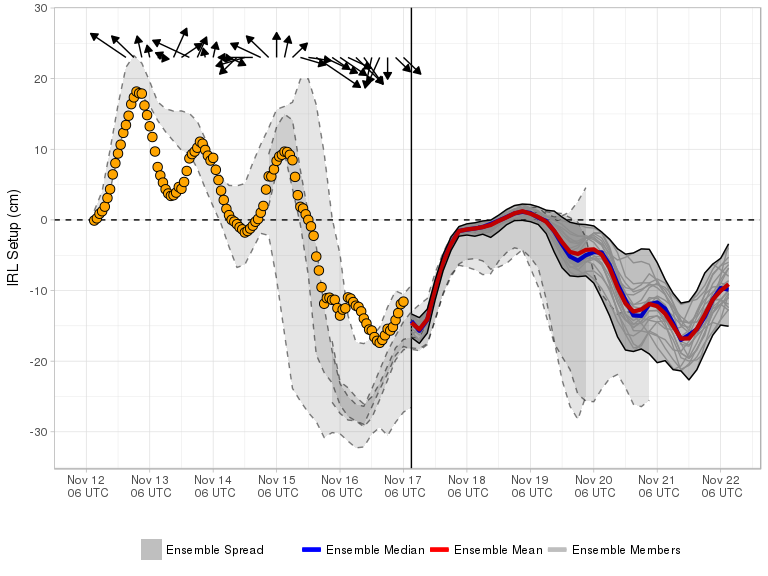 IRL Setup (cm)
30
20
10
0
-10
-20
-30
Nov 12
06 UTC
Nov 13
06 UTC
Nov 14
06 UTC
Nov 15
06 UTC
Nov 16
06 UTC
Nov 17
06 UTC
Nov 18
06 UTC
Nov 19
06 UTC
Nov 20
06 UTC
Nov 21
06 UTC
Nov 22
06 UTC
Ensemble Spread
Ensemble Median
Ensemble Mean
Ensemble Members